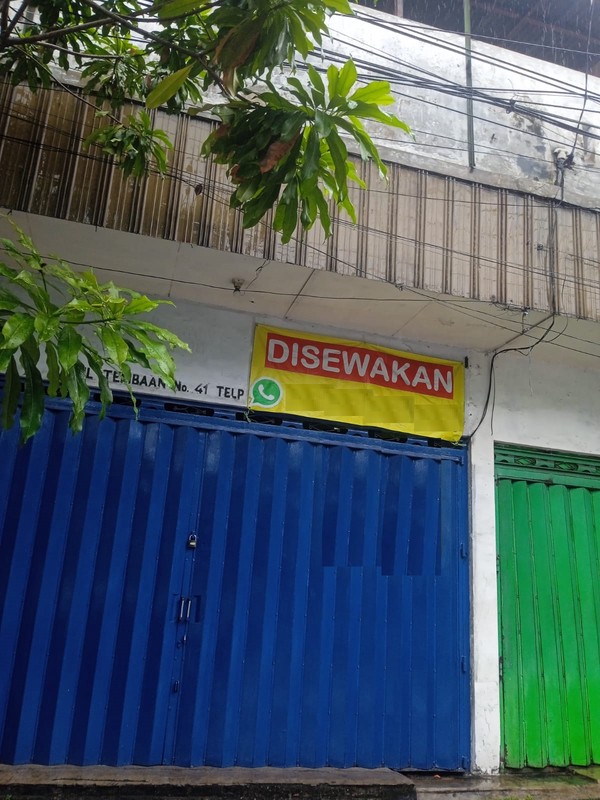 DISEWAKAN
TEMBAAN No. 41 TELP